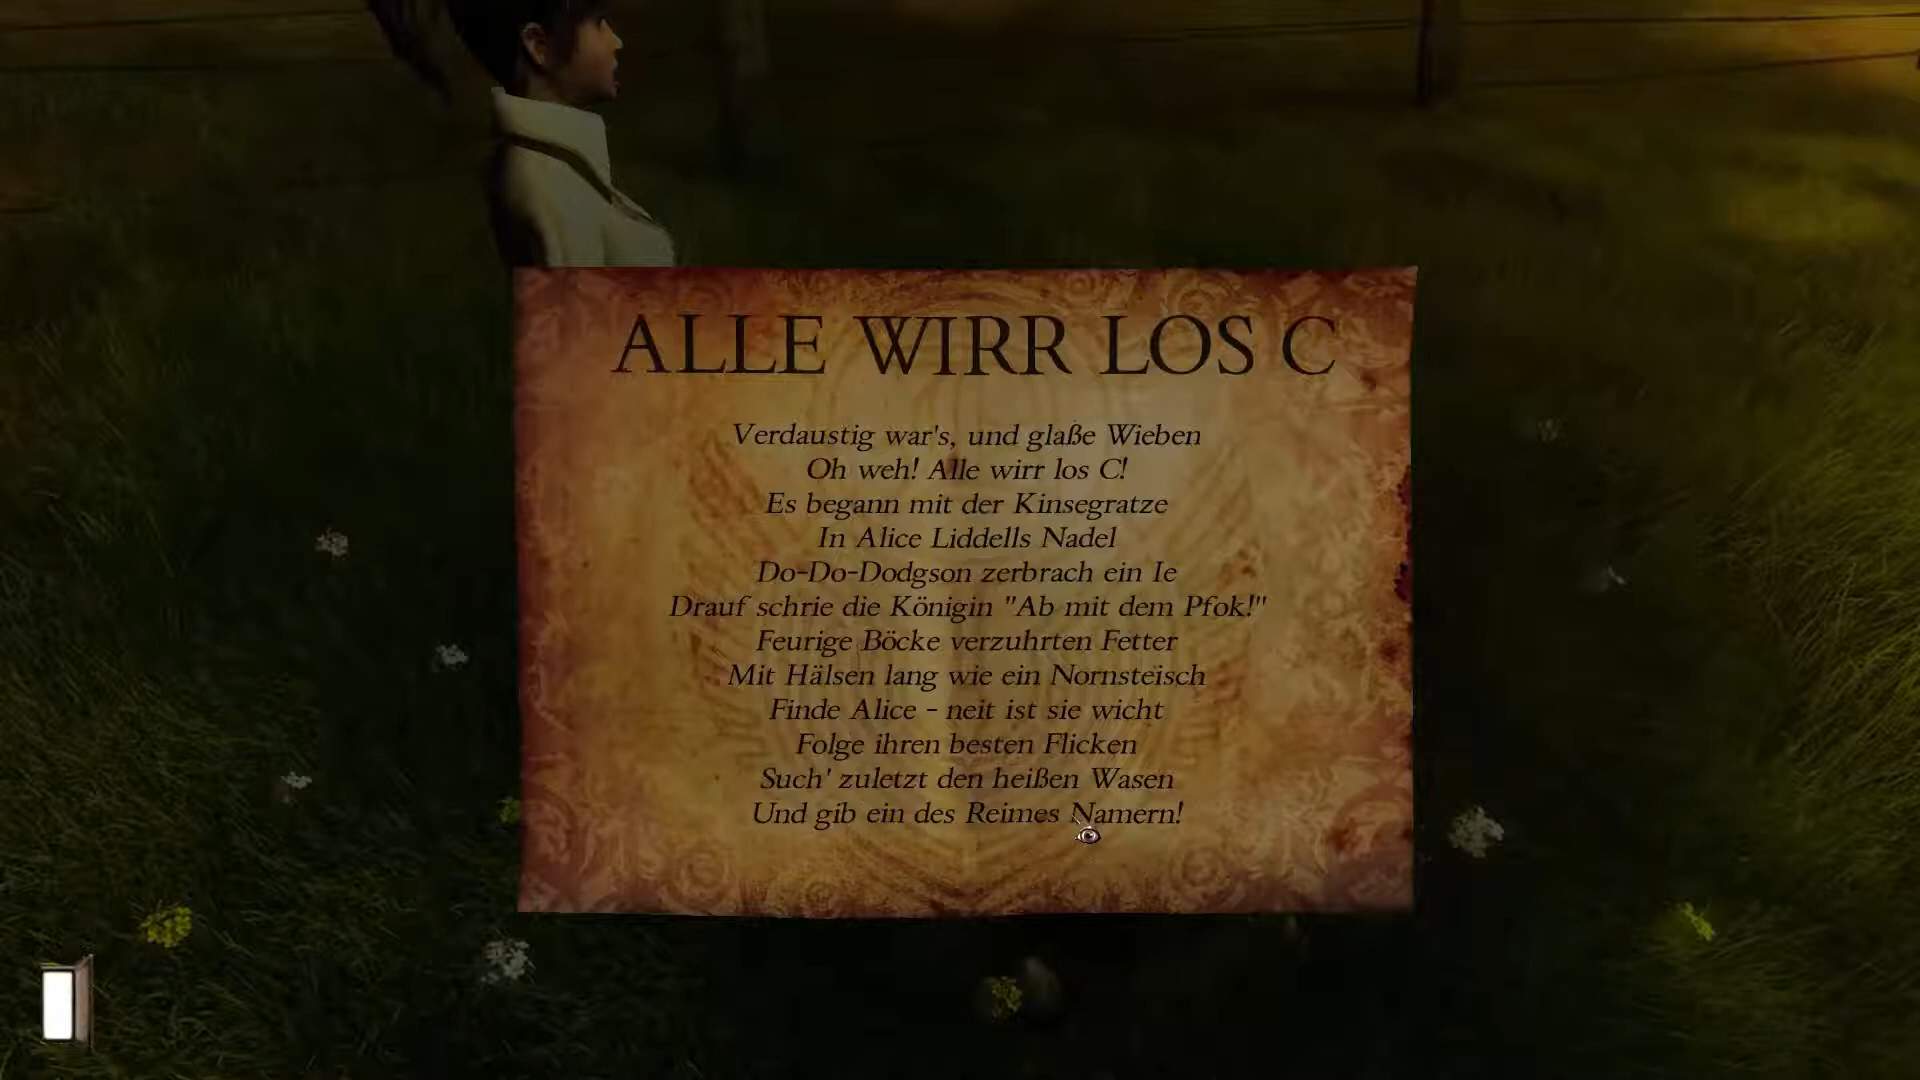 ALLE WIRR LOS C
Verdaustig war's, und glaße Wieben
Oh weh! Alle wirr los C!
Es begann mit der Kinsegratze
In Alice Liddells Nadel
Do-Do-Dodgson zerbrach ein Ie
Drauf schrie die Königin "Ab mit dem Pfok!"
Feurige Böcke verzuhrten Fetter
Mit Hälsen lang wie ein Nornsteisch
Finde Alice - neit ist sie wicht
Folge ihren besten Flicken
Such' zuletzt den heißen Wasen
Und gib ein des Reimes Namern!